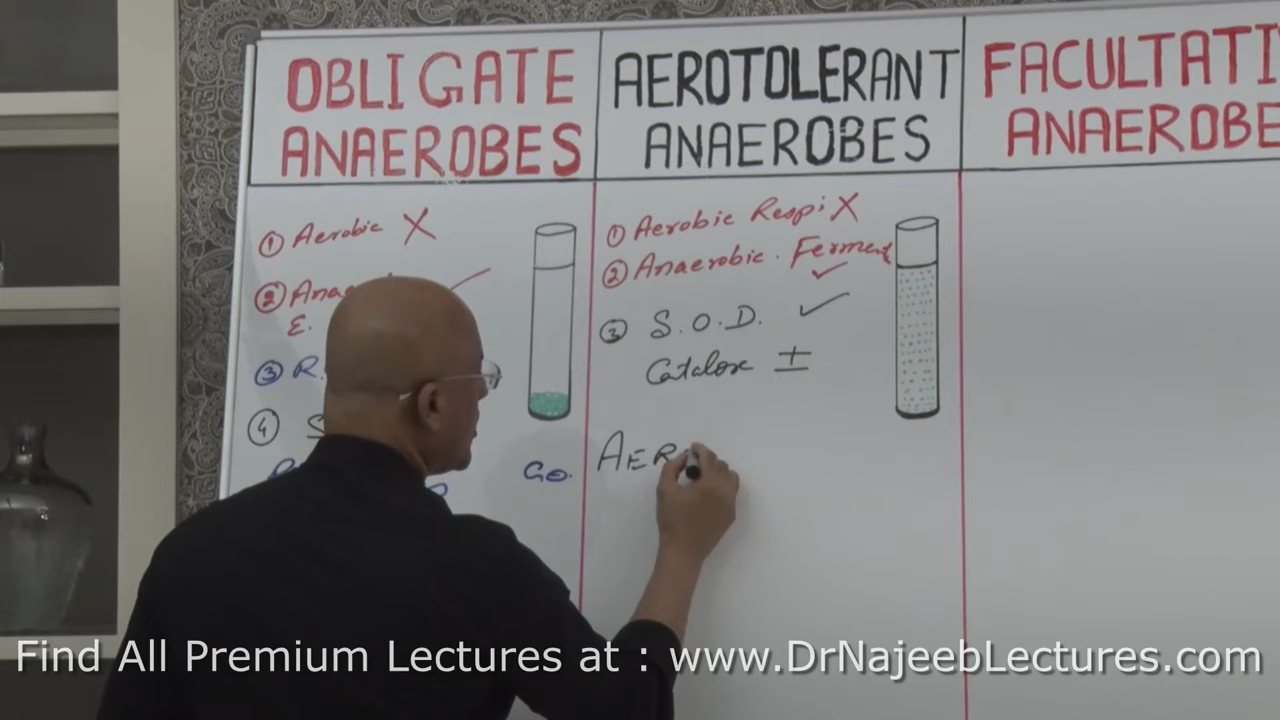 OBLIGATE
ANAEROBES
① Aerobic X
②
E.
③ R.
④ S
Go.
AEROTOLERANT
ANAEROBES
① Aerobic Respi X
② Anaerobic. Ferment
③ S.O.D. ✓
Catalase ±
AER
FACULTATI
ANAEROBE
Find All Premium Lectures at : www.DrNajeebLectures.com